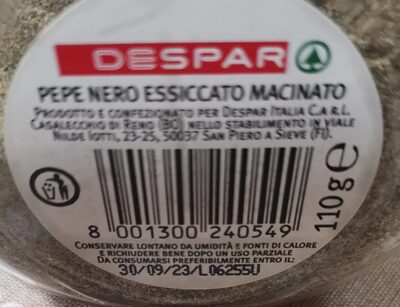 DESPAR
PEPE NERO ESSICCATO MACINATO
PRODOTTO E CONFEZIONATO PER DESPAR ITALIA C.A R.L.
CASALECCHIO DI RENO (BO) NELLO STABILIMENTO IN VIALE
NILDE IOTTI, 23-25, 50037 SAN PIERO A SIEVE (FI).
110g e
8 001300 240549
CONSERVARE LONTANO DA UMIDITÀ E FONTI DI CALORE
E RICHIUDERE BENE DOPO UN USO PARZIALE
DA CONSUMARSI PREFERIBILMENTE ENTRO IL:
30/09/23/L06255U